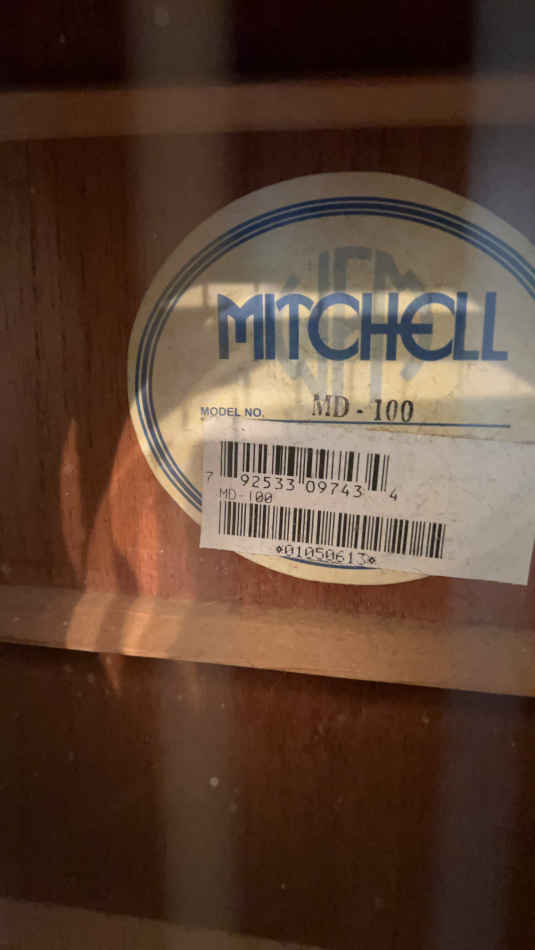 MITCHELL
MODEL NO. MD - 100
7 92533 09743 4
MD-100
*01050613*